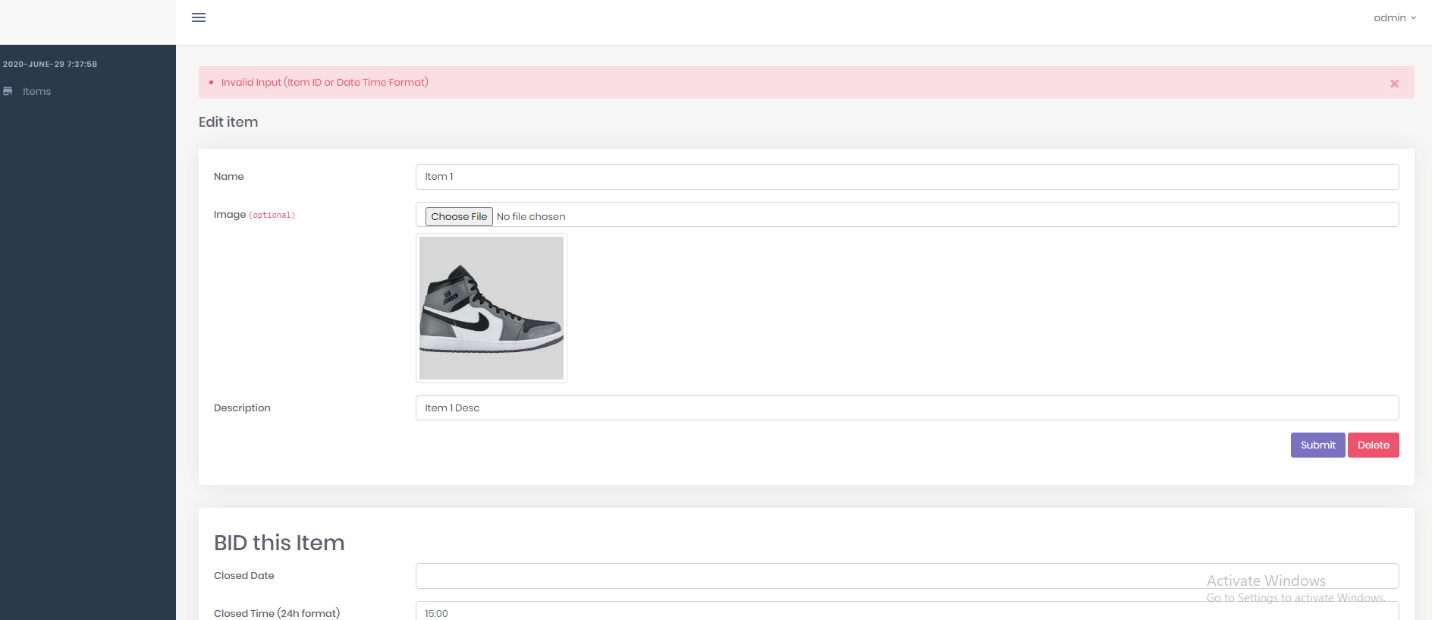 admin
2020-JUNE-29 7:37:58
Items
Invalid Input (Item ID or Date Time Format)
×
Edit item
Name
Item 1
Image (optional)
Choose File No file chosen
AIR
JORDAN
Description
Item 1 Desc
Submit Delete
BID this Item
Closed Date
Activate Windows
Go to Settings to activate Windows.
Closed Time (24h format)
15:00